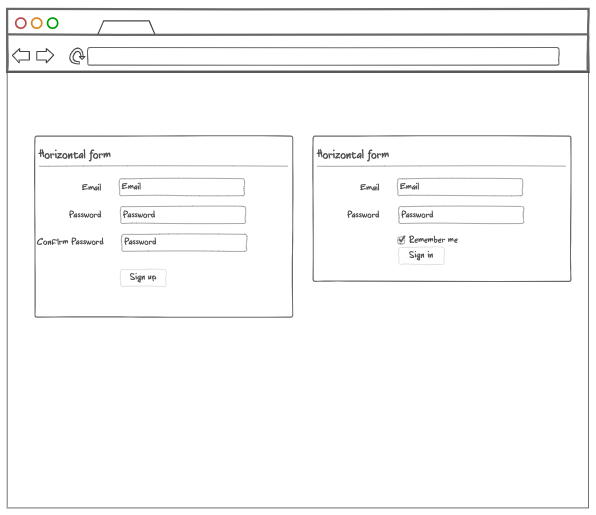 Horizontal form
Email Email
Password Password
Confirm Password Password
Sign up
Horizontal form
Email Email
Password Password
Remember me
Sign in